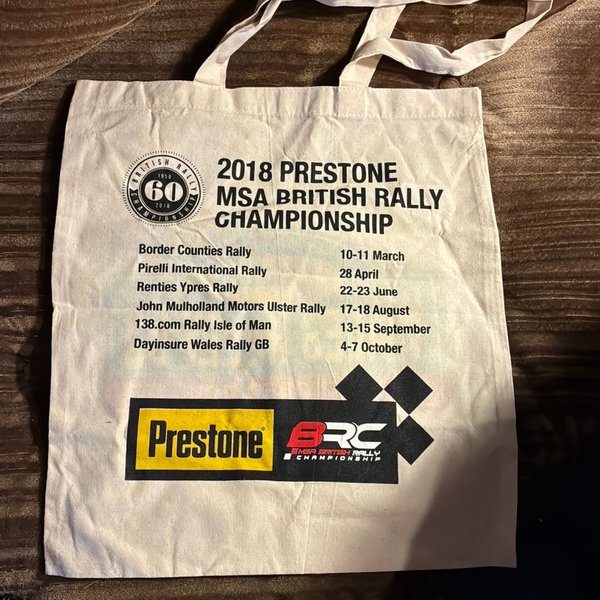 BRITISH RALLY
1958
60
2018
CHAMPIONSHIP
2018 PRESTONE
MSA BRITISH RALLY
CHAMPIONSHIP
Border Counties Rally 10-11 March
Pirelli International Rally 28 April
Renties Ypres Rally 22-23 June
John Mulholland Motors Ulster Rally 17-18 August
138.com Rally Isle of Man 13-15 September
Dayinsure Wales Rally GB 4-7 October
Prestone®
BRC
MSA BRITISH RALLY
CHAMPIONSHIP